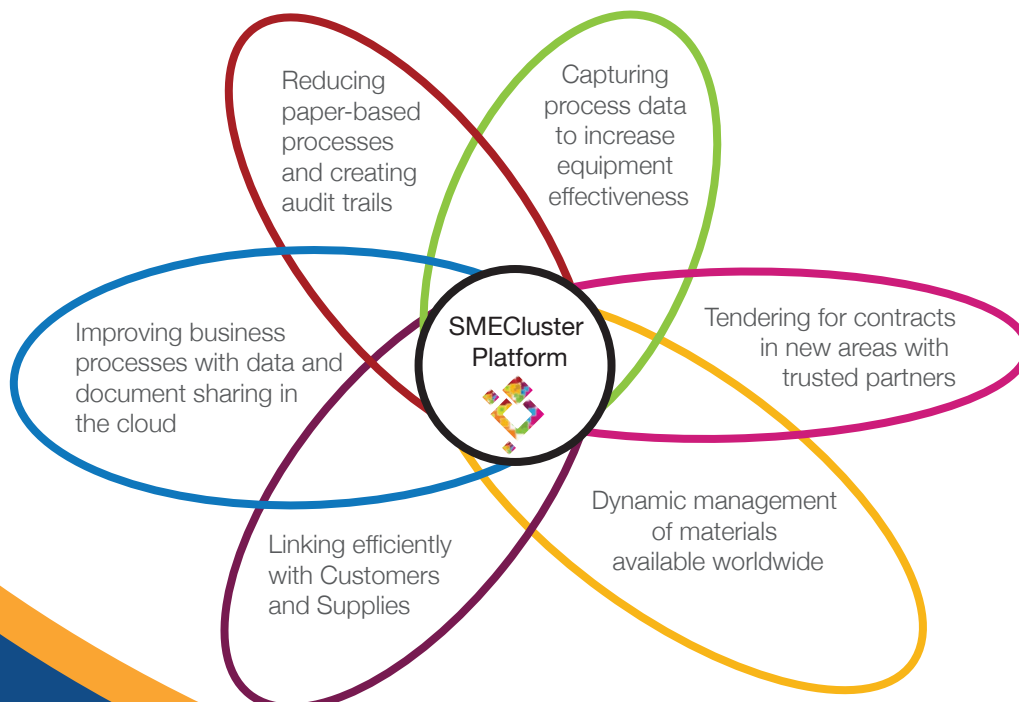 Reducing
paper-based
processes
and creating
audit trails
Capturing
process data
to increase
equipment
effectiveness
Improving business
processes with data and
document sharing in
the cloud
SMECluster
Platform
Tendering for contracts
in new areas with
trusted partners
Linking efficiently
with Customers
and Supplies
Dynamic management
of materials
available worldwide